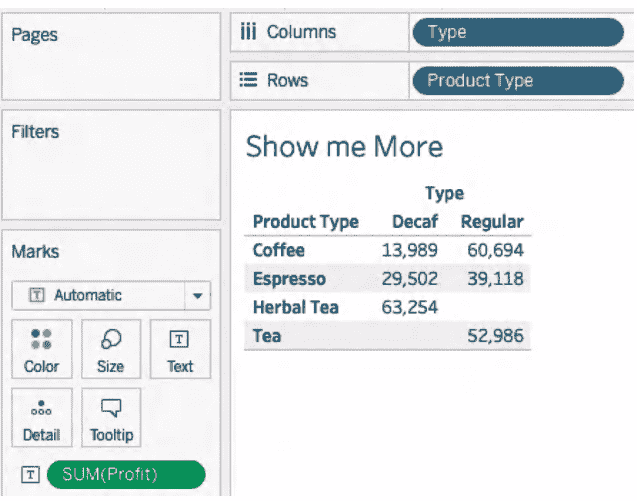 Pages
Columns Type
Rows Product Type
Filters
Show me More
Type
Product Type Decaf Regular
Coffee 13,989 60,694
Espresso 29,502 39,118
Herbal Tea 63,254
Tea 52,986
Marks
T Automatic
Color Size T Text
Detail Tooltip
T SUM(Profit)